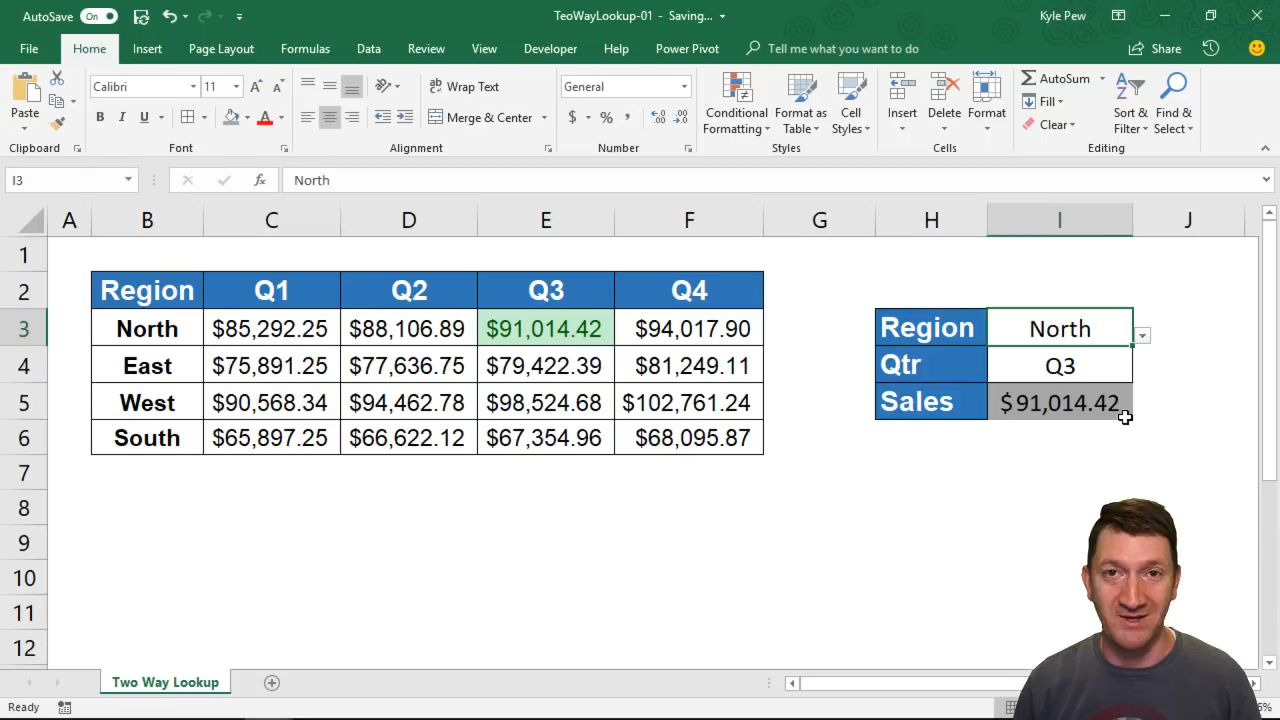 AutoSave On TeoWayLookup-01 - Saving... Kyle Pew
File Home Insert Page Layout Formulas Data Review View Developer Help Power Pivot Tell me what you want to do Share
Paste
Calibri 11
B I U A
Wrap Text
Merge & Center
General
$ % ,
Conditional Formatting
Format as Table
Cell Styles
Insert
Delete
Format
AutoSum
Fill
Clear
Sort & Filter
Find & Select
Clipboard Font Alignment Number Styles Cells Editing
I3 fx North
A B C D E F G H I J
1
2 Region Q1 Q2 Q3 Q4
3 North $85,292.25 $88,106.89 $91,014.42 $94,017.90 Region North
4 East $75,891.25 $77,636.75 $79,422.39 $81,249.11 Qtr Q3
5 West $90,568.34 $94,462.78 $98,524.68 $102,761.24 Sales $91,014.42
6 South $65,897.25 $66,622.12 $67,354.96 $68,095.87
7
8
9
10
11
12
Two Way Lookup
Ready